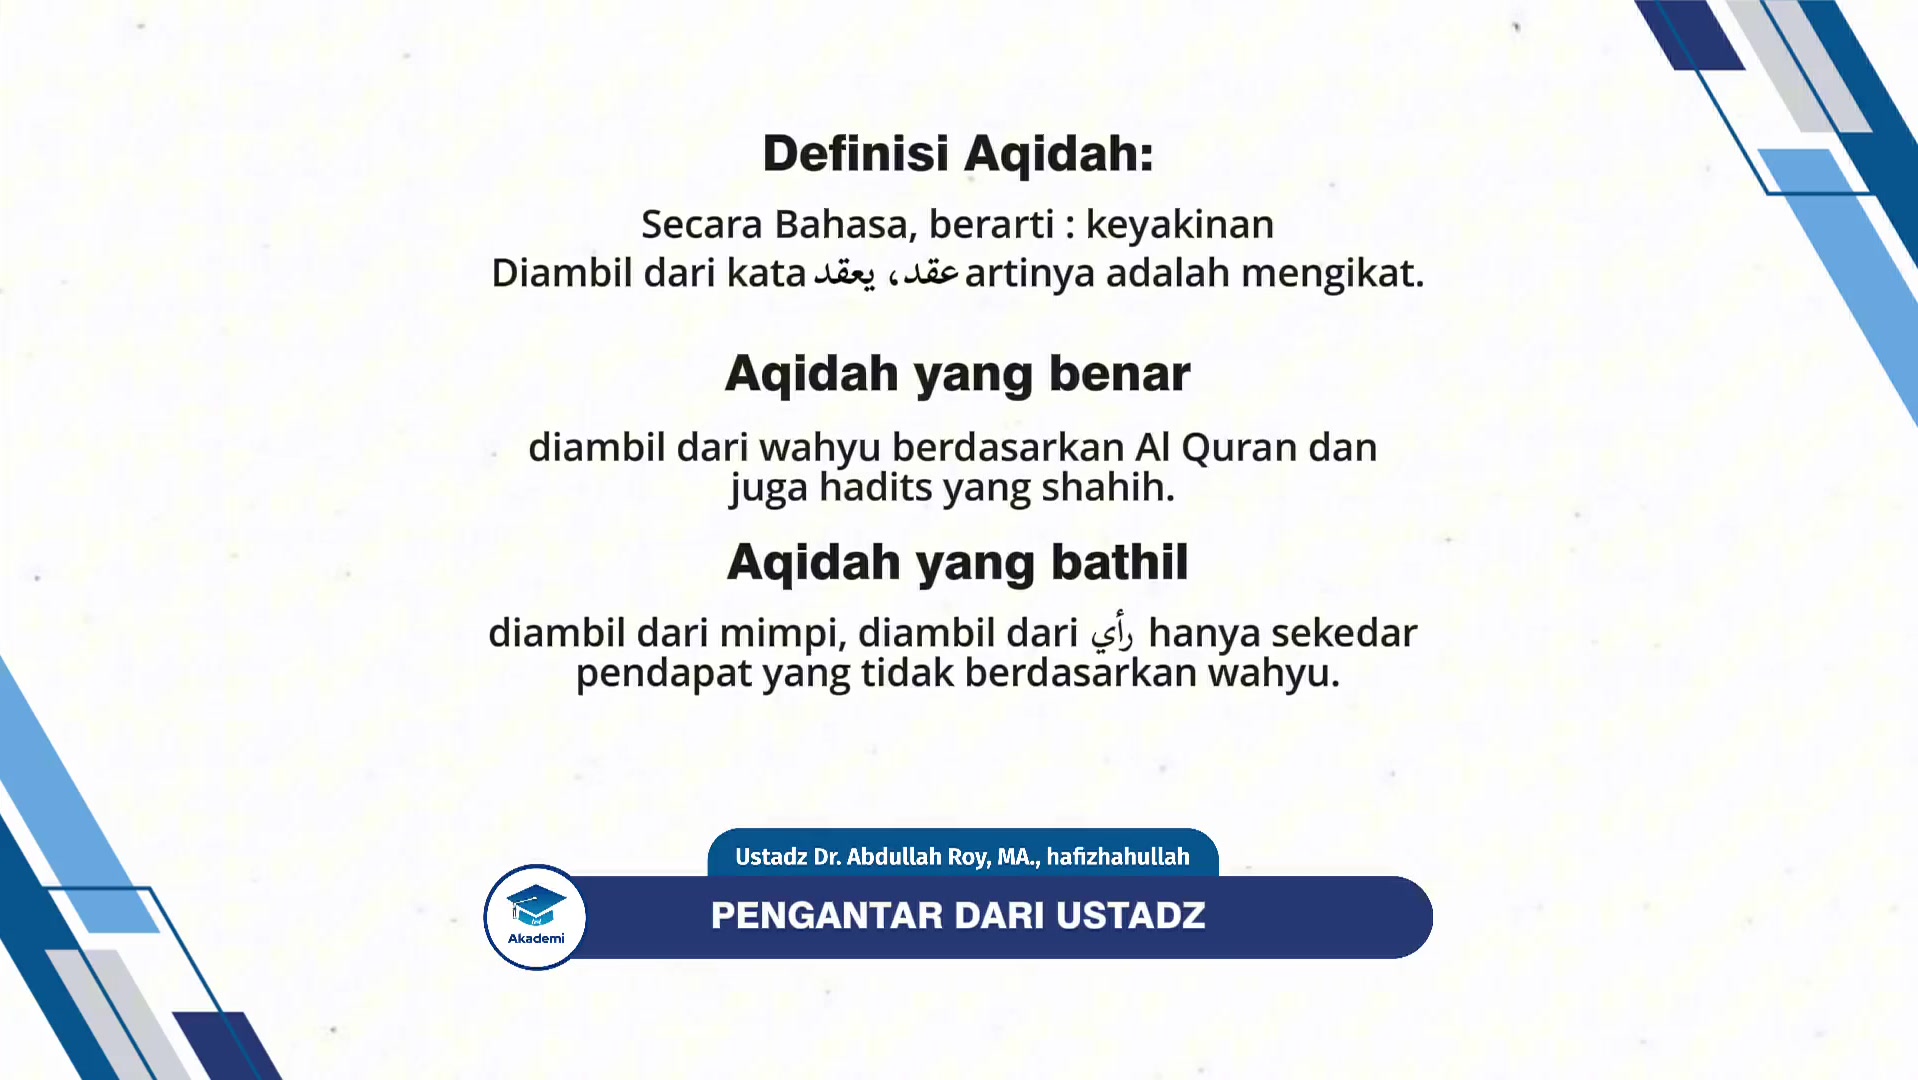 Definisi Aqidah:
Secara Bahasa, berarti : keyakinan
Diambil dari kata عقد، يعقد artinya adalah mengikat.
Aqidah yang benar
diambil dari wahyu berdasarkan Al Quran dan
juga hadits yang shahih.
Aqidah yang bathil
diambil dari mimpi, diambil dari رأي hanya sekedar
pendapat yang tidak berdasarkan wahyu.
Ustadz Dr. Abdullah Roy, MA., hafizhahullah
PENGANTAR DARI USTADZ
Akademi